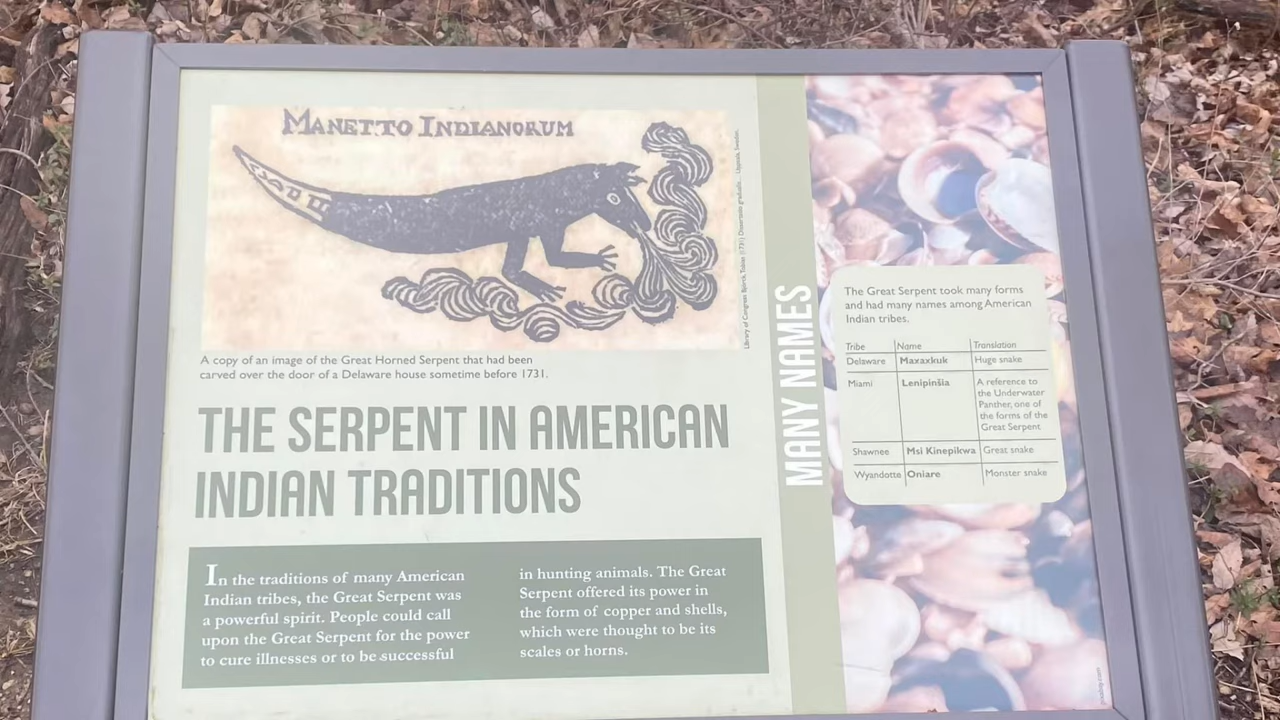 MANETTO INDIANORUM
A copy of an image of the Great Horned Serpent that had been
carved over the door of a Delaware house sometime before 1731.
THE SERPENT IN AMERICAN
INDIAN TRADITIONS
In the traditions of many American
Indian tribes, the Great Serpent was
a powerful spirit. People could call
upon the Great Serpent for the power
to cure illnesses or to be successful
in hunting animals. The Great
Serpent offered its power in
the form of copper and shells,
which were thought to be its
scales or horns.
MANY NAMES
The Great Serpent took many forms
and had many names among American
Indian tribes.
Tribe Name Translation
Delaware Maxaxkuk Huge snake
Miami Lenipinšia A reference to
the Underwater
Panther, one of
the forms of the
Great Serpent
Shawnee Msi Kinepikwa Great snake
Wyandotte Oniare Monster snake